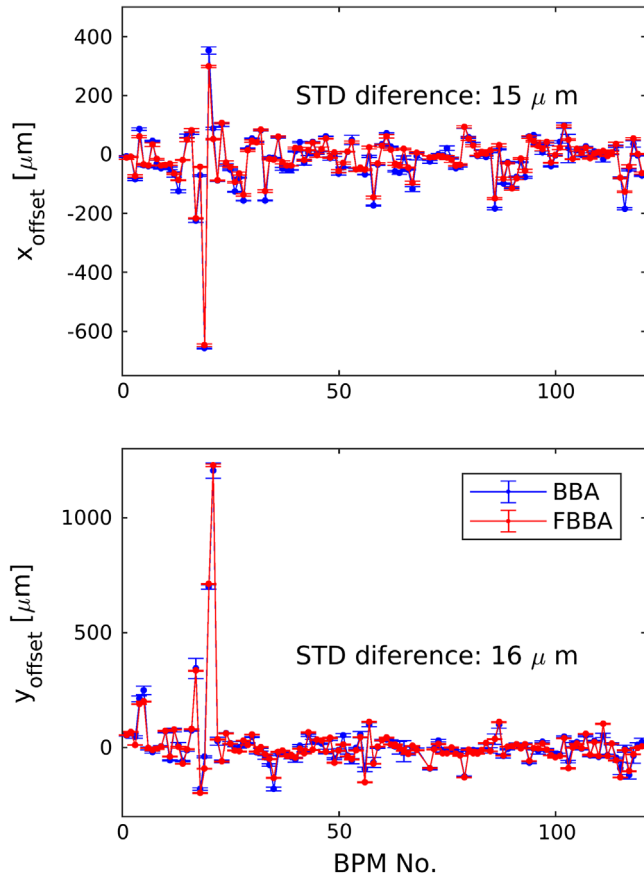 400
200
0
-200
-400
-600
x_offset [μm]
STD diference: 15 μ m
0
50
100
1000
500
0
y_offset [μm]
BBA
FBBA
STD diference: 16 μ m
0
50
100
BPM No.